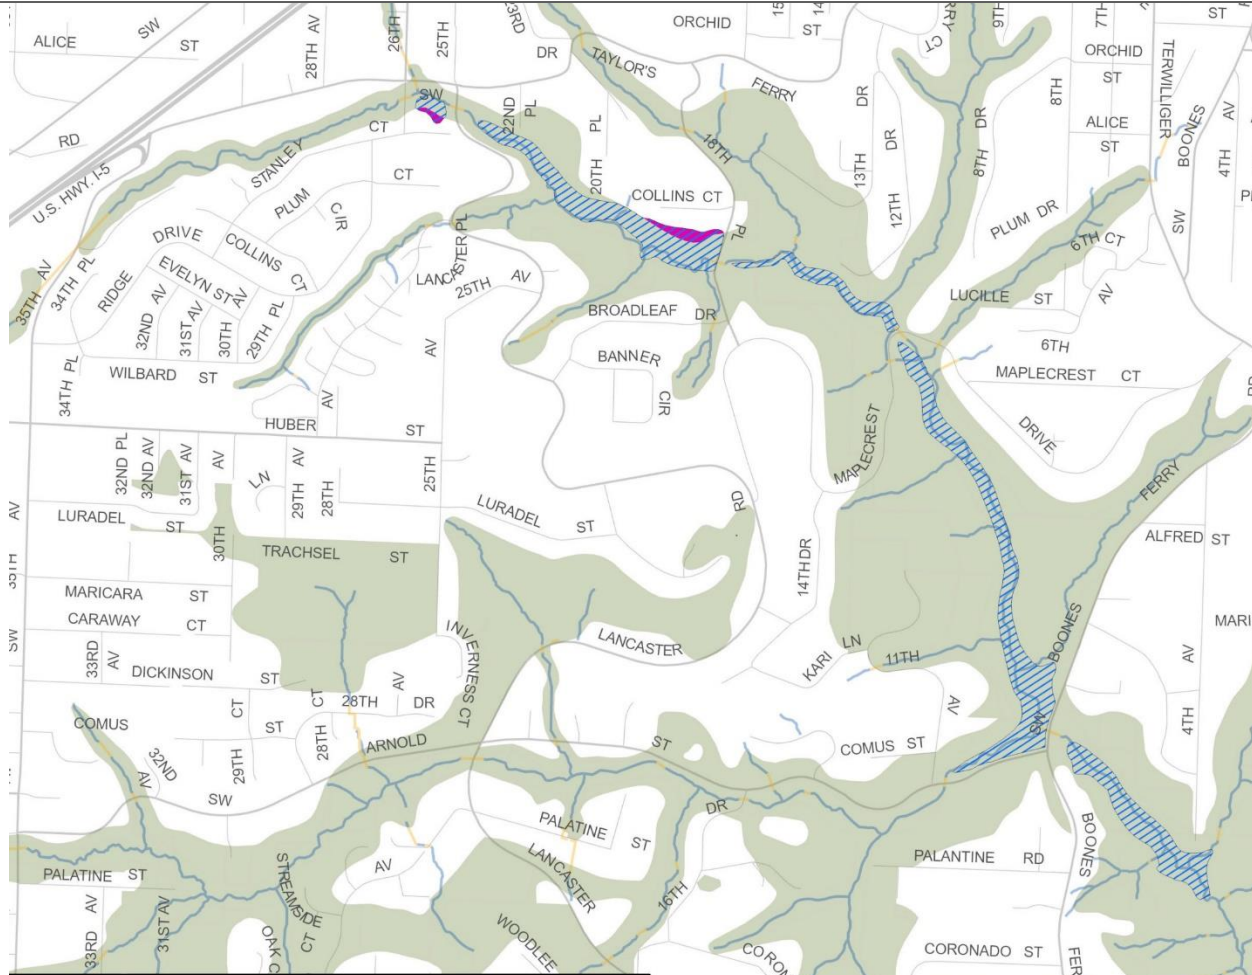 ALICE
SW
ST
28TH AV
26TH
25TH
23RD
DR
ORCHID
ST
9TH
7TH
ST
TAYLOR'S
FERRY
ORCHID
ST
8TH
TERWILLIGER
BOONES
AV
4TH
RD
U.S. HWY. I-5
SW
22ND
PL
CT
STANLEY
CT
20TH
PL
18TH
DR
13TH
DR
12TH
DR
8TH
ALICE
ST
PLUM
CIR
COLLINS CT
PL
PLUM DR
6TH CT
SW
DRIVE
COLLINS
CT
RIDGE
EVELYN ST
34TH PL
35TH AV
32ND AV
31ST AV
30TH
AV
29TH PL
LANCASTER PL
25TH
AV
AV
BROADLEAF
DR
LUCILLE
ST
AV
6TH
BANNER
CIR
MAPLECREST
CT
WILBARD
ST
34TH PL
HUBER
AV
ST
DRIVE
MAPLECREST
FERRY
32ND PL
32ND AV
31ST AV
AV
LN
29TH AV
28TH
25TH
AV
LURADEL
ST
30TH
LURADEL
ST
RD
ALFRED
ST
TRACHSEL
ST
35TH
14TH DR
MARICARA
ST
CARAWAY
CT
SW
33RD
AV
INVERNESS CT
LANCASTER
KARI
LN
11TH
BOONES
AV
DICKINSON
ST
CT
CT
28TH
AV
DR
AV
4TH
COMUS
ST
28TH
ARNOLD
ST
COMUS ST
SW
32ND
AV
29TH
SW
DR
PALATINE
ST
BOONES
PALATINE
ST
AV
LANCASTER
16TH
PALANTINE
RD
33RD
AV
31ST AV
STREAMSIDE
CT
WOODLEE
CORONADO
ST